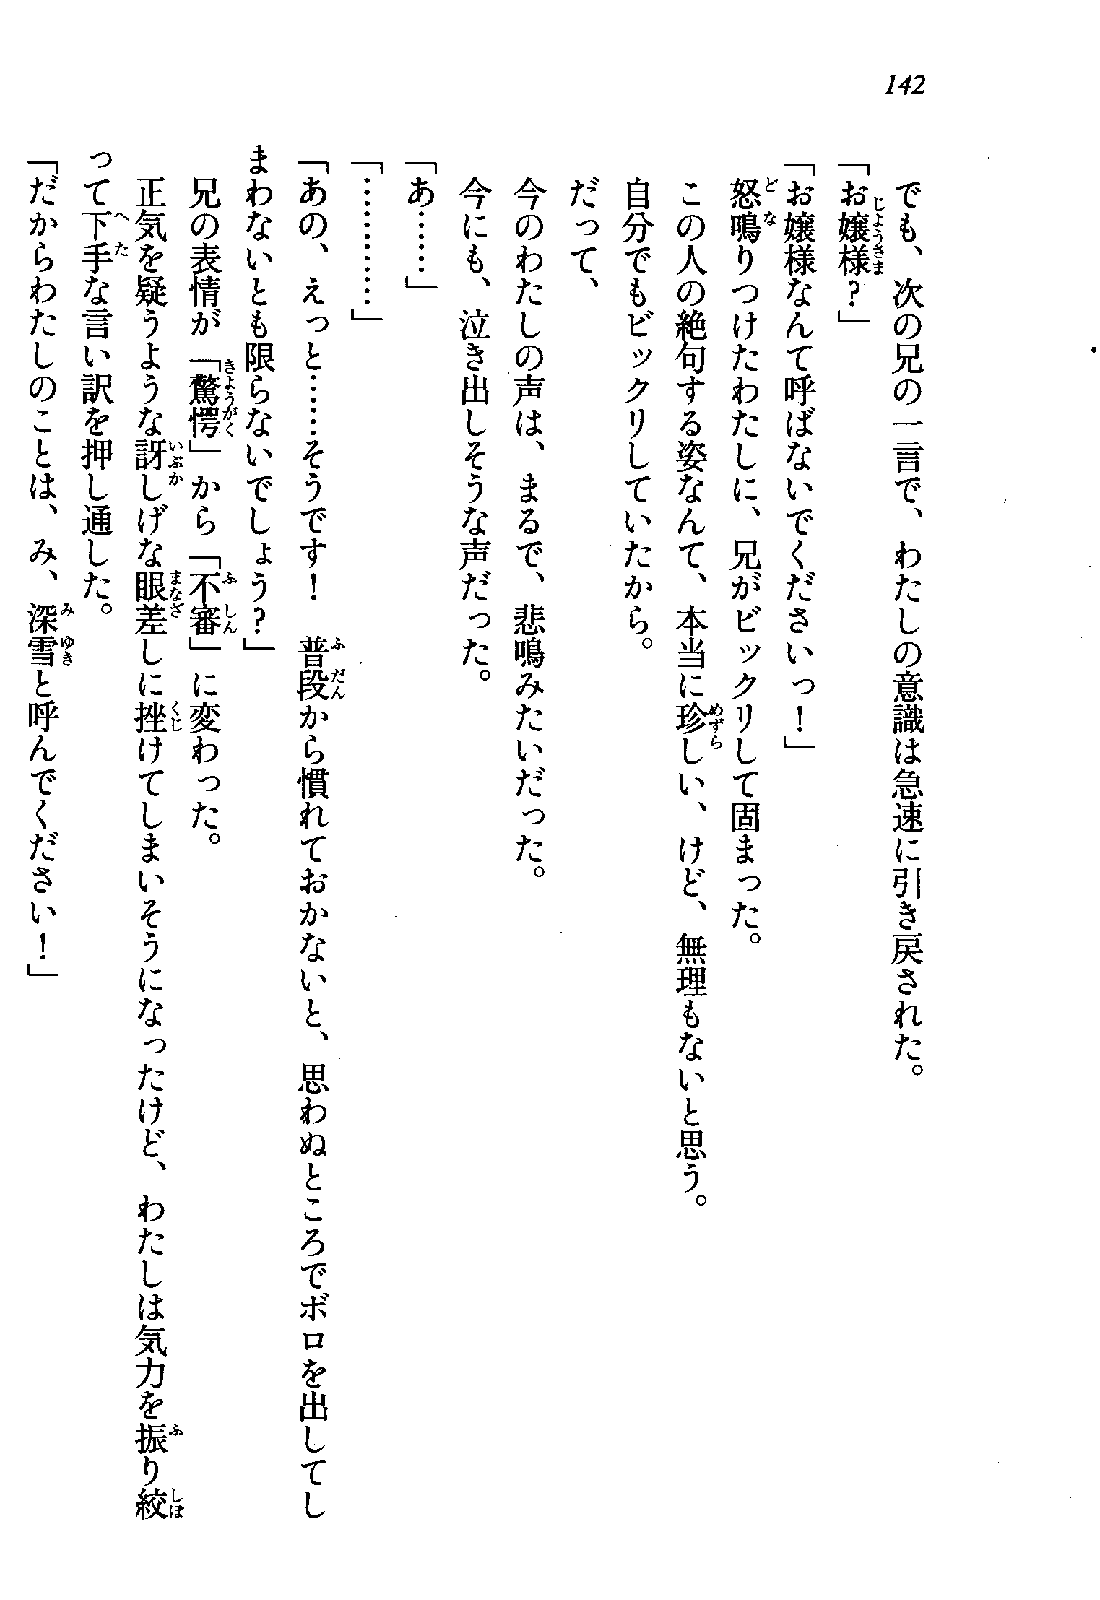 142
でも、次の兄の一言で、わたしの意識は急速に引き戻された。
「お嬢様？」
「お嬢様なんて呼ばないでくださいっ！」
怒鳴りつけたわたしに、兄がビックリして固まった。
この人の絶句する姿なんて、本当に珍しい、けど、無理もないと思う。
自分でもビックリしていたから。
だって、
今のわたしの声は、まるで、悲鳴みたいだった。
今にも、泣き出しそうな声だった。
「あ……」
「…………」
「あの、えっと……そうです！　普段から慣れておかないと、思わぬところでボロを出してし
まわないとも限らないでしょう？」
兄の表情が「驚愕」から「不審」に変わった。
正気を疑うような訝しげな眼差しに挫けてしまいそうになったけど、わたしは気力を振り絞
って下手な言い訳を押し通した。
「だからわたしのことは、み、深雪と呼んでください！」